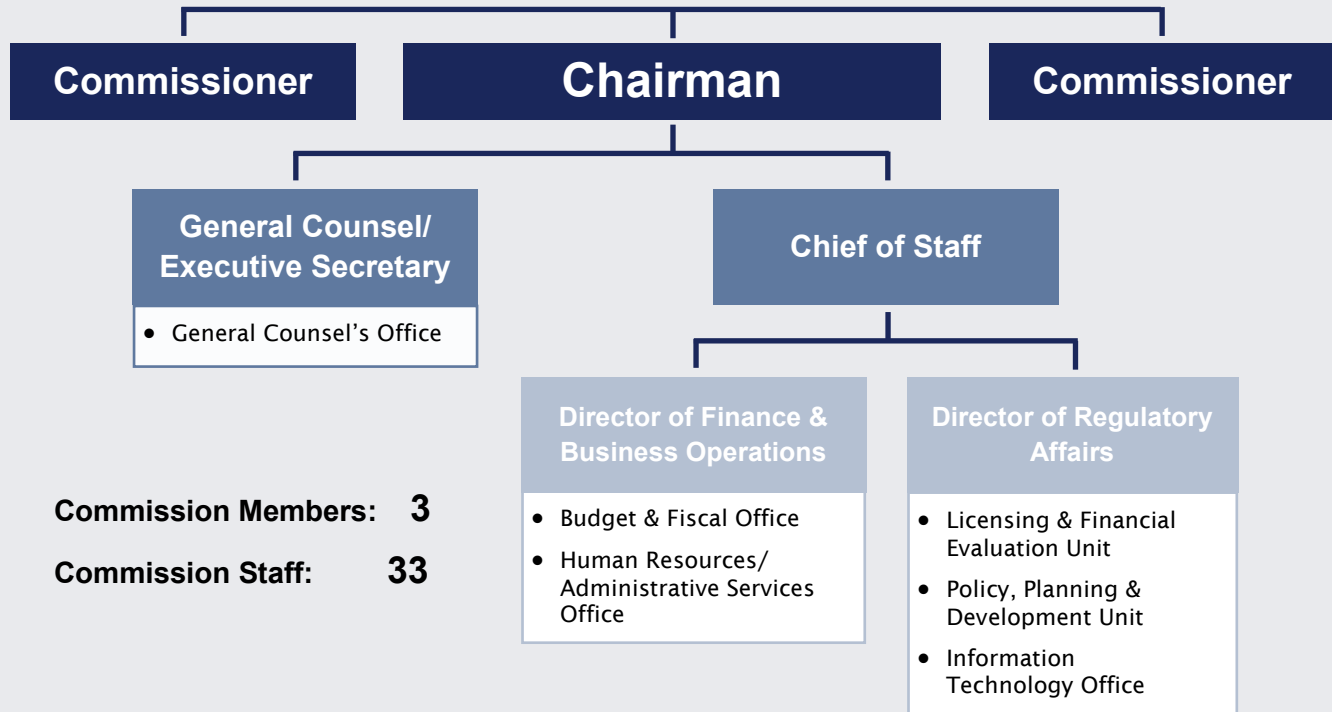 Commissioner
Chairman
Commissioner
General Counsel/
Executive Secretary
• General Counsel’s Office
Chief of Staff
Director of Finance &
Business Operations
• Budget & Fiscal Office
• Human Resources/
Administrative Services
Office
Director of Regulatory
Affairs
• Licensing & Financial
Evaluation Unit
• Policy, Planning &
Development Unit
• Information
Technology Office
Commission Members: 3
Commission Staff: 33